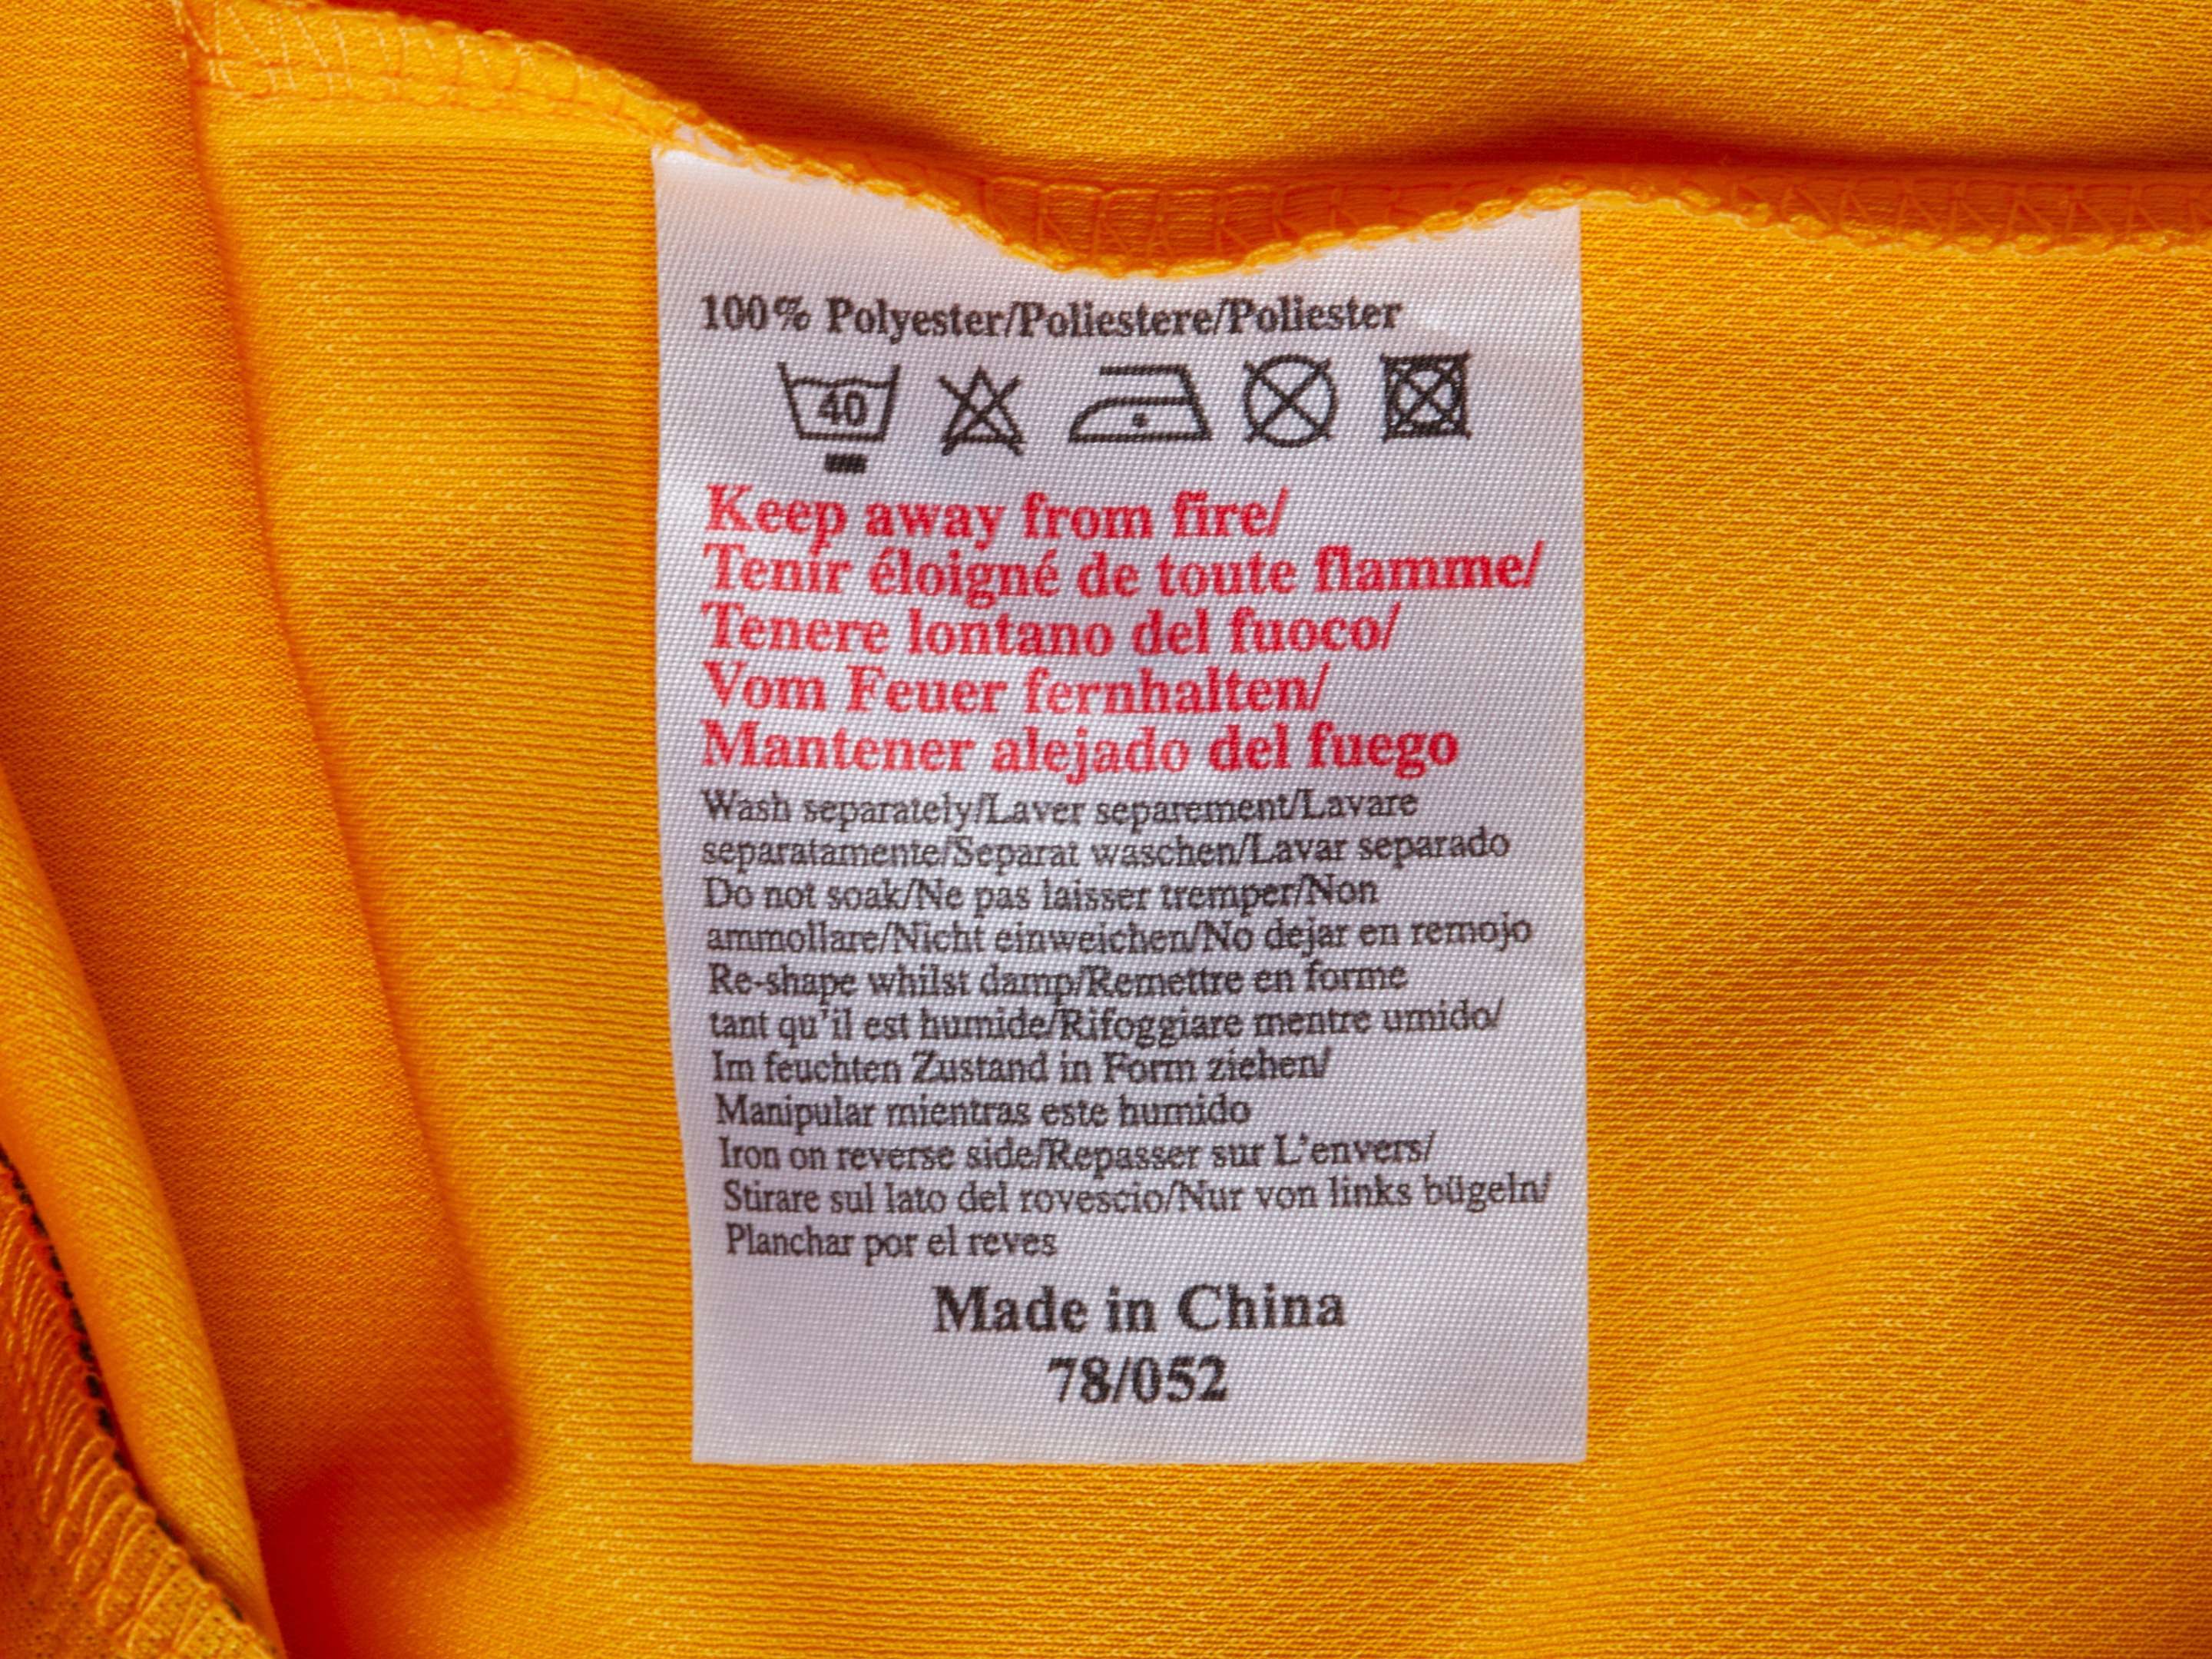 100% Polyester/Poliestere/Poliester
40
Keep away from fire/
Tenir éloigné de toute flamme/
Tenere lontano del fuoco/
Vom Feuer fernhalten/
Mantener alejado del fuego
Wash separately/Laver separement/Lavare
separatamente/Separat waschen/Lavar separado
Do not soak/Ne pas laisser tremper/Non
ammollare/Nicht einweichen/No dejar en remojo
Re-shape whilst damp/Remettre en forme
tant qu'il est humide/Rifoggiare mentre umido/
Im feuchten Zustand in Form ziehen/
Manipular mientras este humido
Iron on reverse side/Repasser sur L'envers/
Stirare sul lato del rovescio/Nur von links bügeln/
Planchar por el reves
Made in China
78/052